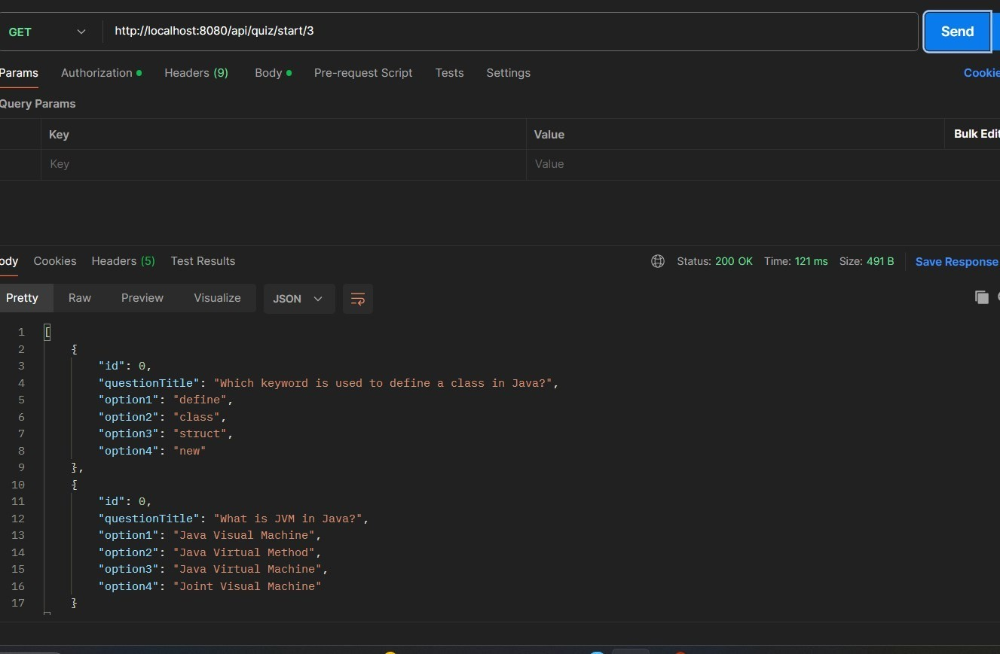 GET http://localhost:8080/api/quiz/start/3 Send
Params Authorization Headers (9) Body Pre-request Script Tests Settings Cookie
Query Params
Key Value Bulk Edit
Key Value
ody Cookies Headers (5) Test Results Status: 200 OK Time: 121 ms Size: 491 B Save Response
Pretty Raw Preview Visualize JSON
1 [
2 {
3 "id": 0,
4 "questionTitle": "Which keyword is used to define a class in Java?",
5 "option1": "define",
6 "option2": "class",
7 "option3": "struct",
8 "option4": "new"
9 },
10 {
11 "id": 0,
12 "questionTitle": "What is JVM in Java?",
13 "option1": "Java Visual Machine",
14 "option2": "Java Virtual Method",
15 "option3": "Java Virtual Machine",
16 "option4": "Joint Visual Machine"
17 }